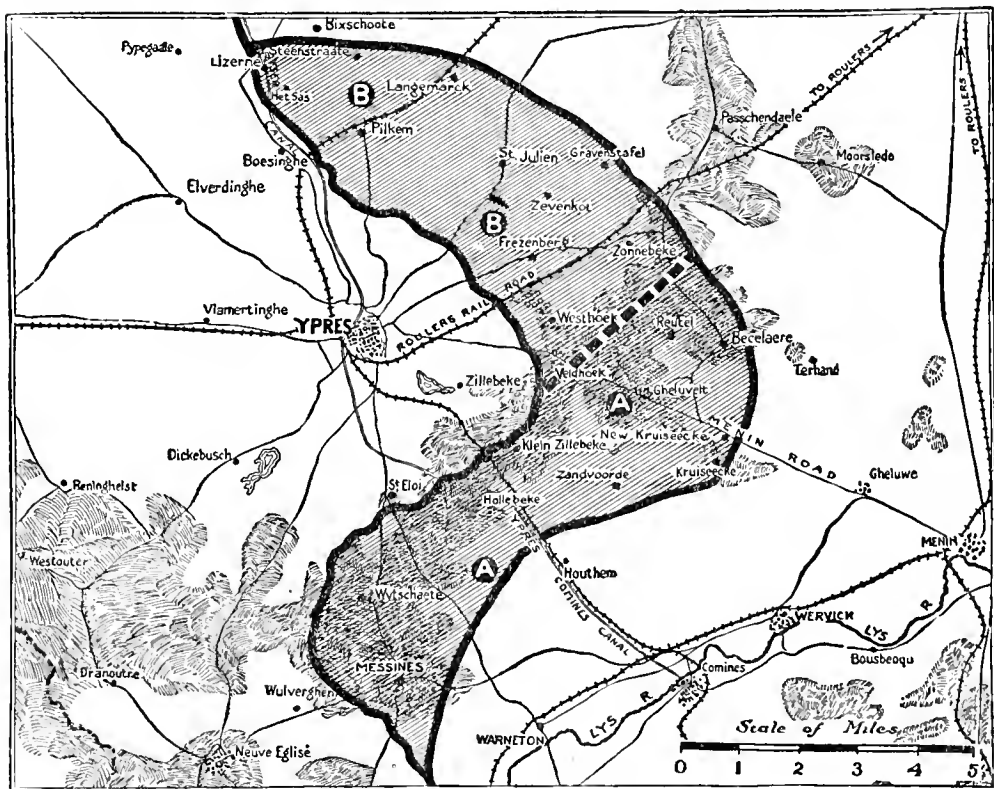 Bixschoote
Pypegaale
Steenstraate
Lizerne
Het Sas
B
Langemarck
TO ROULERS
TO ROULERS
CANAL
Pilkem
Passchendaele
Boesinghe
St. Julien
Gravenstafel
Moorslede
Elverdinghe
Zevenkot
B
Frezenberg
Zonnebeke
Vlamertinghe
YPRES
ROULERS RAIL ROAD
Westhoek
Reutel
Becelaere
Terhand
Veldhoek
Zillebeke
A
Gheluvelt
MENIN ROAD
New Kruiseecke
Klein Zillebeke
Dickebusch
Kruiseecke
Gheluwe
Reninghelst
St Eloi
Zandvoorde
Hollebeke
YPRES COMINES CANAL
MENIN
Westouter
A
Houthem
Wytschaete
WERVICK
LYS R
Bousbequ
MESSINES
Comines
Dranoutre
Wulverghem
LYS R
WARNETON
Neuve Eglise
Scale of Miles
0 1 2 3 4 5